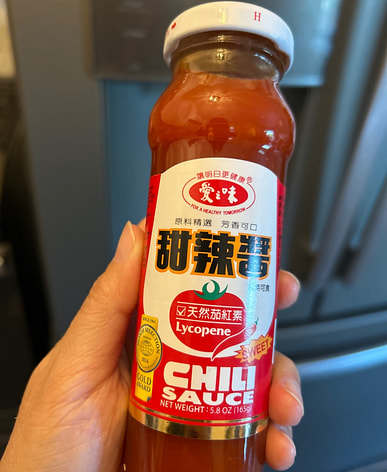 H
讓明日更健康®
愛之味
FOR A HEALTHY TOMORROW
原料精選 芳香可口
甜辣醬
天然茄紅素
Lycopene
SWEET
GOLD
AWARD
CHILI
SAUCE
NET WEIGHT: 5.8 OZ (165g)